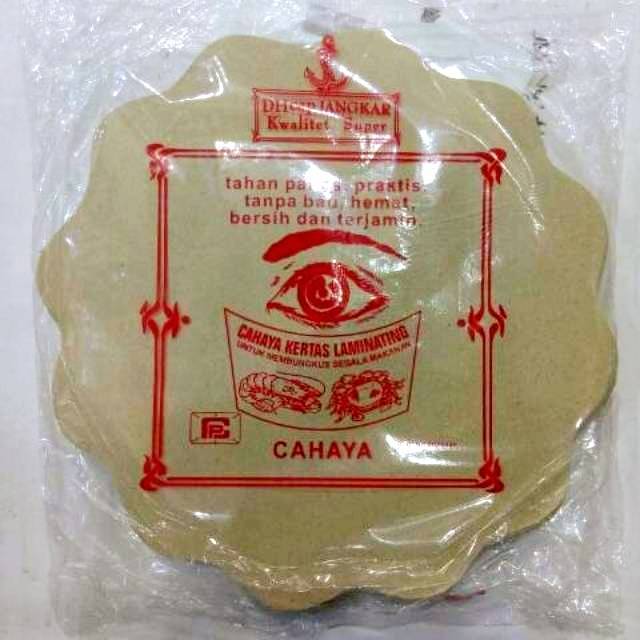 JANGKAR
Kwalitet Super
tahan panas, praktis,
tanpa bau, hemat,
bersih dan terjamin.
CAHAYA KERTAS LAMINATING
UNTUK MEMBUNGKUS SEGALA MAKANAN
CAHAYA